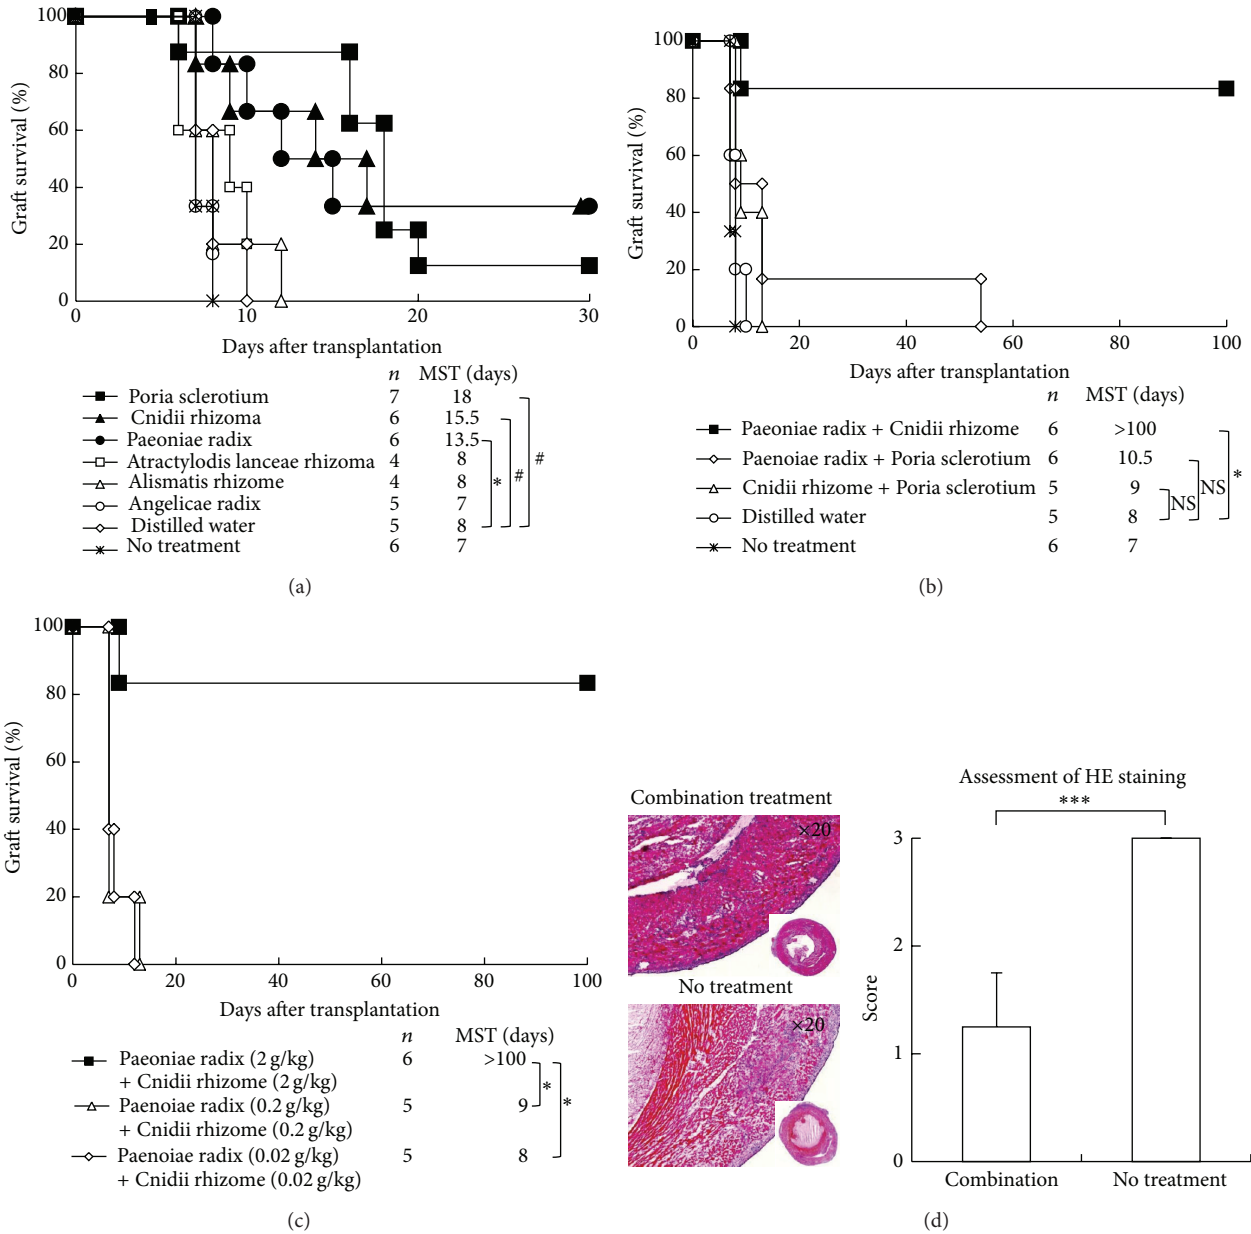 100
80
60
40
20
0
Graft survival (%)
0 10 20 30
Days after transplantation
n MST (days)
Poria sclerotium 7 18
Cnidii rhizoma 6 15.5
Paeoniae radix 6 13.5
Atractylodis lanceae rhizoma 4 8
Alismatis rhizome 4 8
Angelicae radix 5 7
Distilled water 5 8
No treatment 6 7
* # #
(a)
100
80
60
40
20
0
Graft survival (%)
0 20 40 60 80 100
Days after transplantation
n MST (days)
Paeoniae radix + Cnidii rhizome 6 >100
Paenoiae radix + Poria sclerotium 6 10.5
Cnidii rhizome + Poria sclerotium 5 9
Distilled water 5 8
No treatment 6 7
NS NS *
(b)
100
80
60
40
20
0
Graft survival (%)
0 20 40 60 80 100
Days after transplantation
n MST (days)
Paeoniae radix (2 g/kg) 6 >100
+ Cnidii rhizome (2 g/kg)
Paenoiae radix (0.2 g/kg) 5 9
+ Cnidii rhizome (0.2 g/kg)
Paenoiae radix (0.02 g/kg) 5 8
+ Cnidii rhizome (0.02 g/kg)
* *
(c)
Combination treatment
×20
No treatment
×20
Assessment of HE staining
***
3
2
1
0
Score
Combination No treatment
(d)